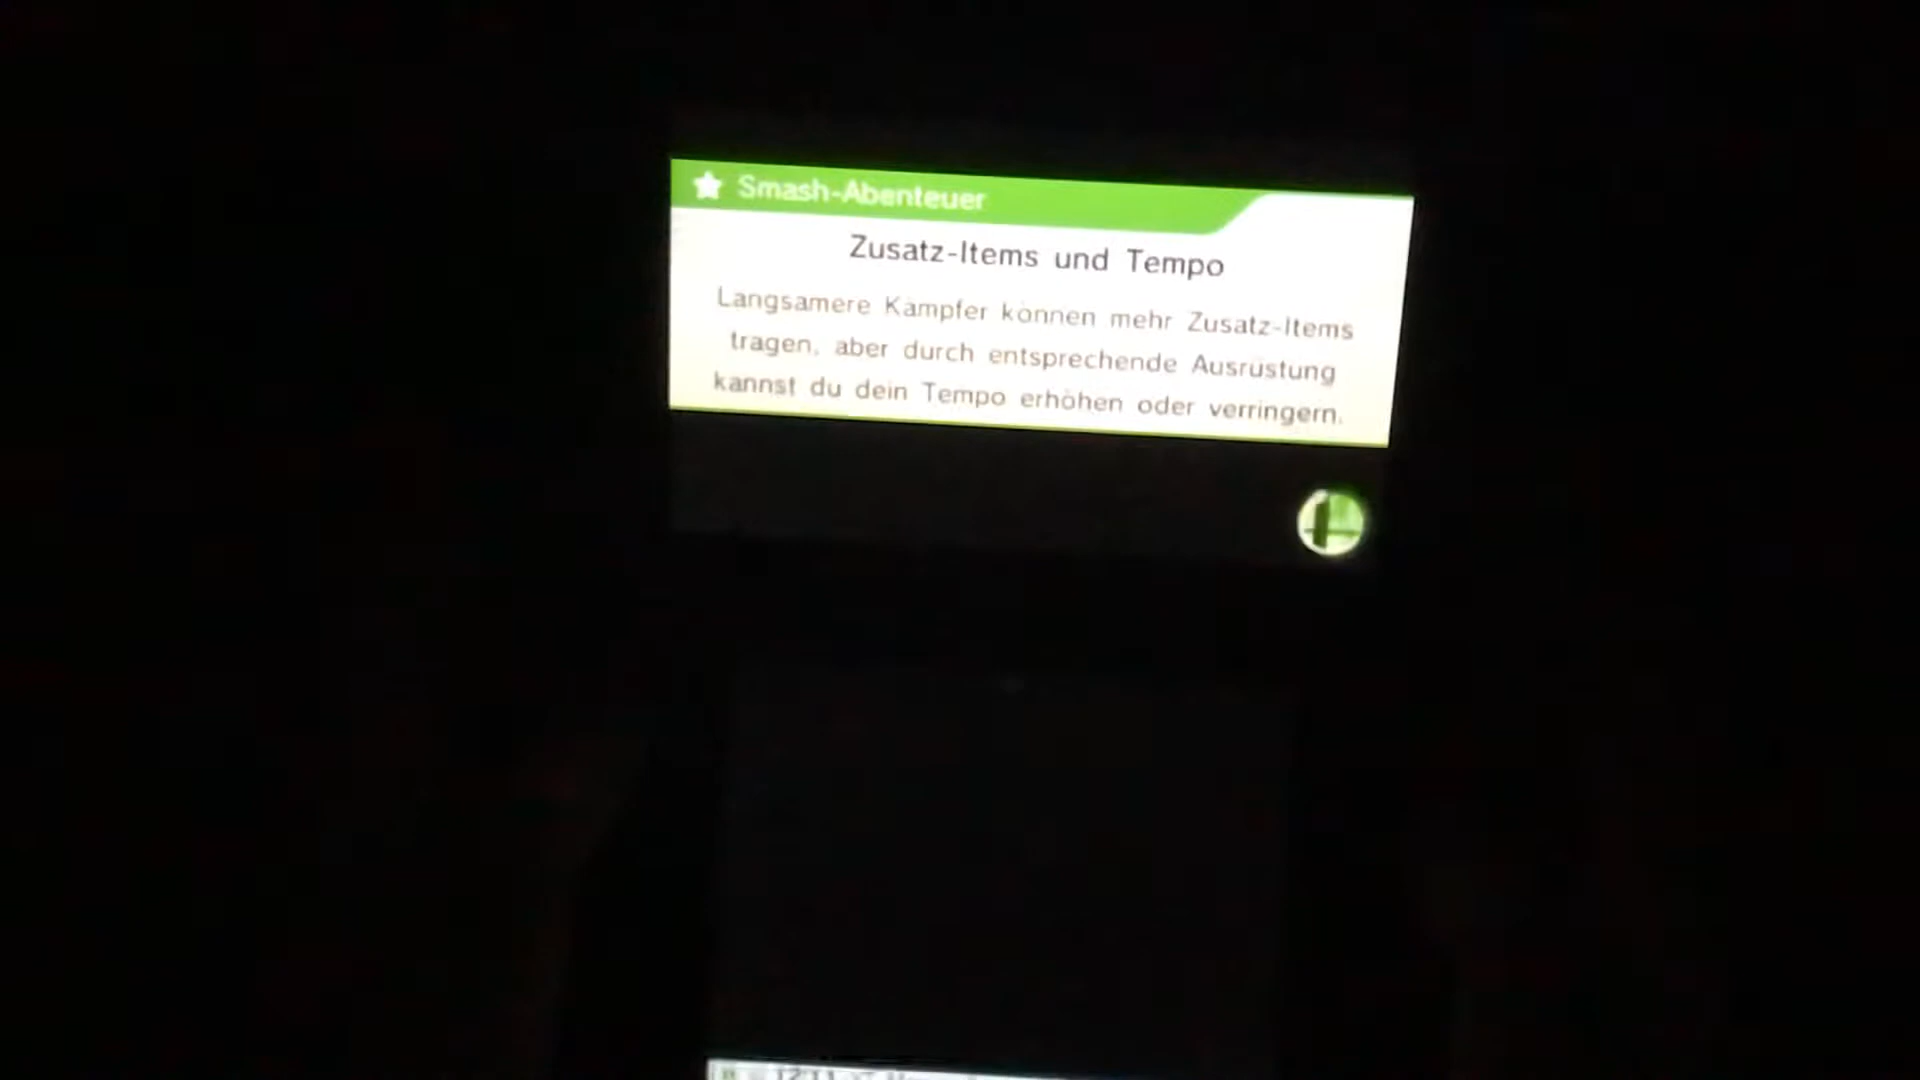 Smash-Abenteuer
Zusatz-Items und Tempo
Langsamere Kämpfer können mehr Zusatz-Items
tragen, aber durch entsprechende Ausrüstung
kannst du dein Tempo erhöhen oder verringern.